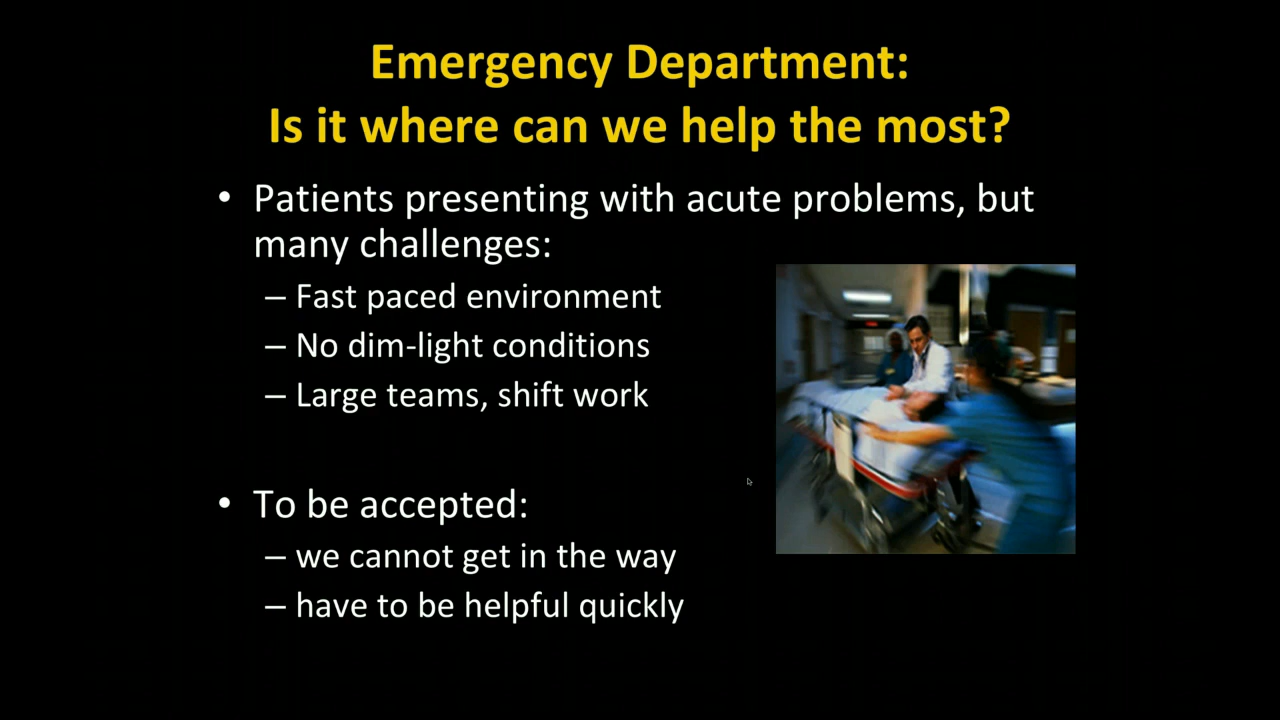 Emergency Department:
Is it where can we help the most?
• Patients presenting with acute problems, but
many challenges:
– Fast paced environment
– No dim-light conditions
– Large teams, shift work
• To be accepted:
– we cannot get in the way
– have to be helpful quickly